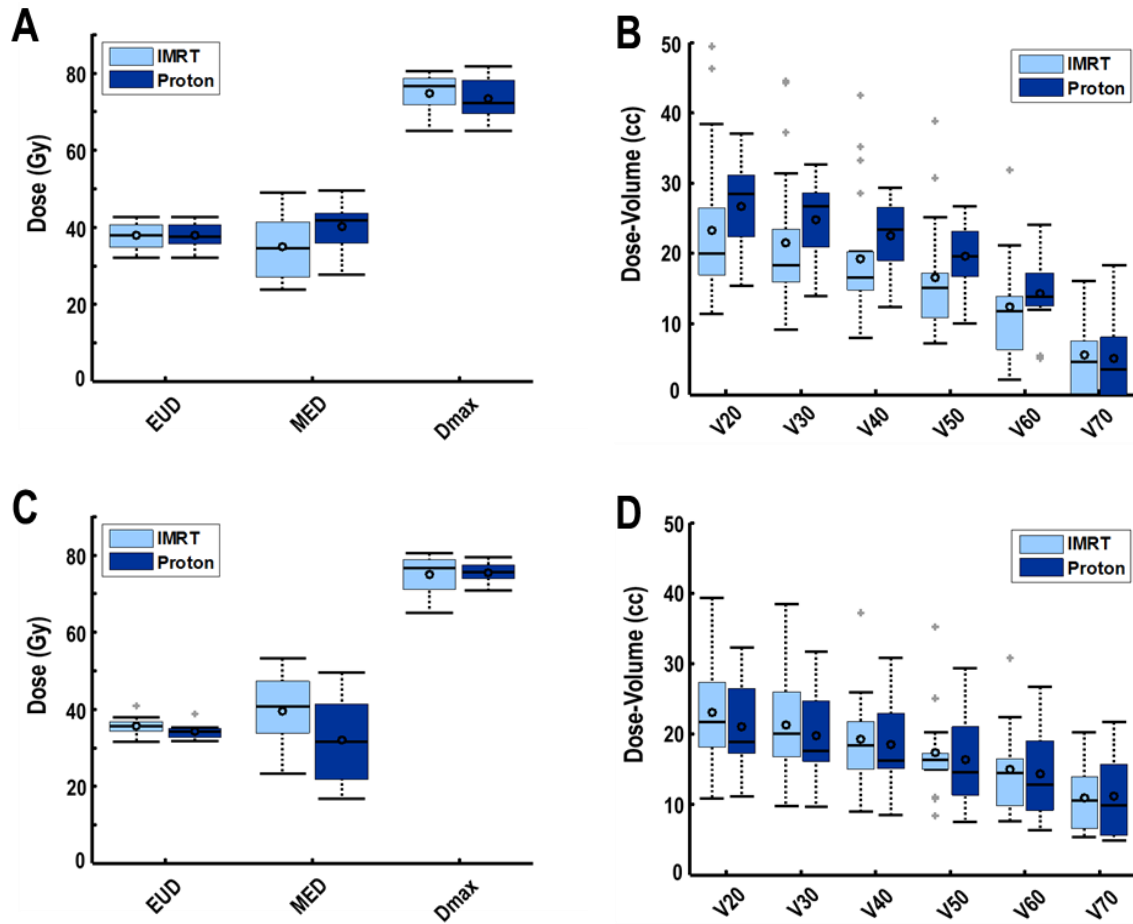 A
IMRT
Proton
Dose (Gy)
80
60
40
20
0
EUD
MED
Dmax
B
IMRT
Proton
Dose-Volume (cc)
50
40
30
20
10
0
V20
V30
V40
V50
V60
V70
C
IMRT
Proton
Dose (Gy)
80
60
40
20
0
EUD
MED
Dmax
D
IMRT
Proton
Dose-Volume (cc)
50
40
30
20
10
0
V20
V30
V40
V50
V60
V70